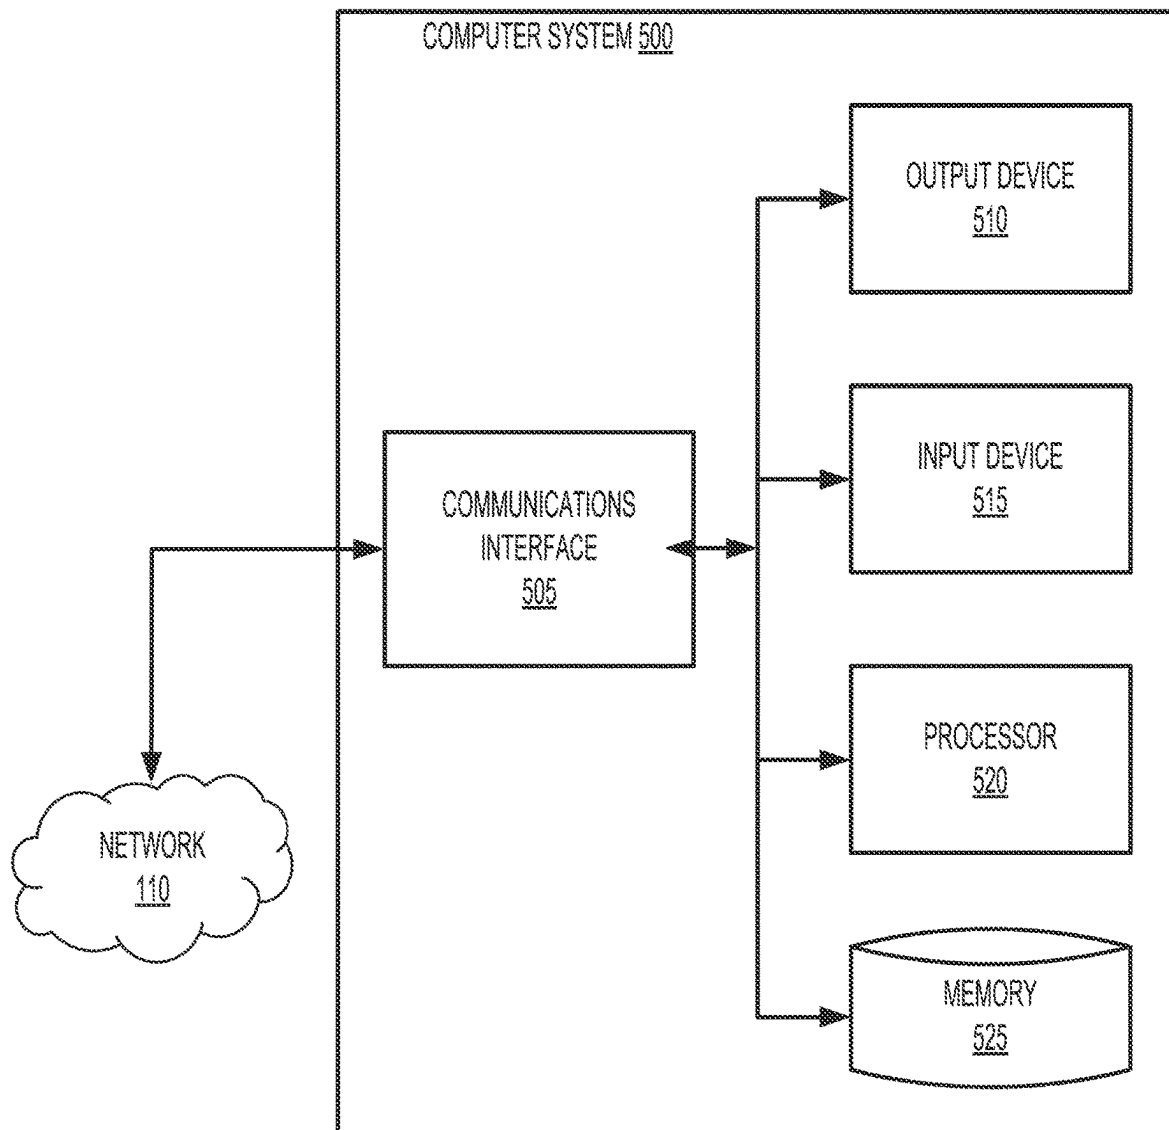 COMPUTER SYSTEM 500
OUTPUT DEVICE
510
INPUT DEVICE
515
COMMUNICATIONS
INTERFACE
505
PROCESSOR
520
NETWORK
110
MEMORY
525